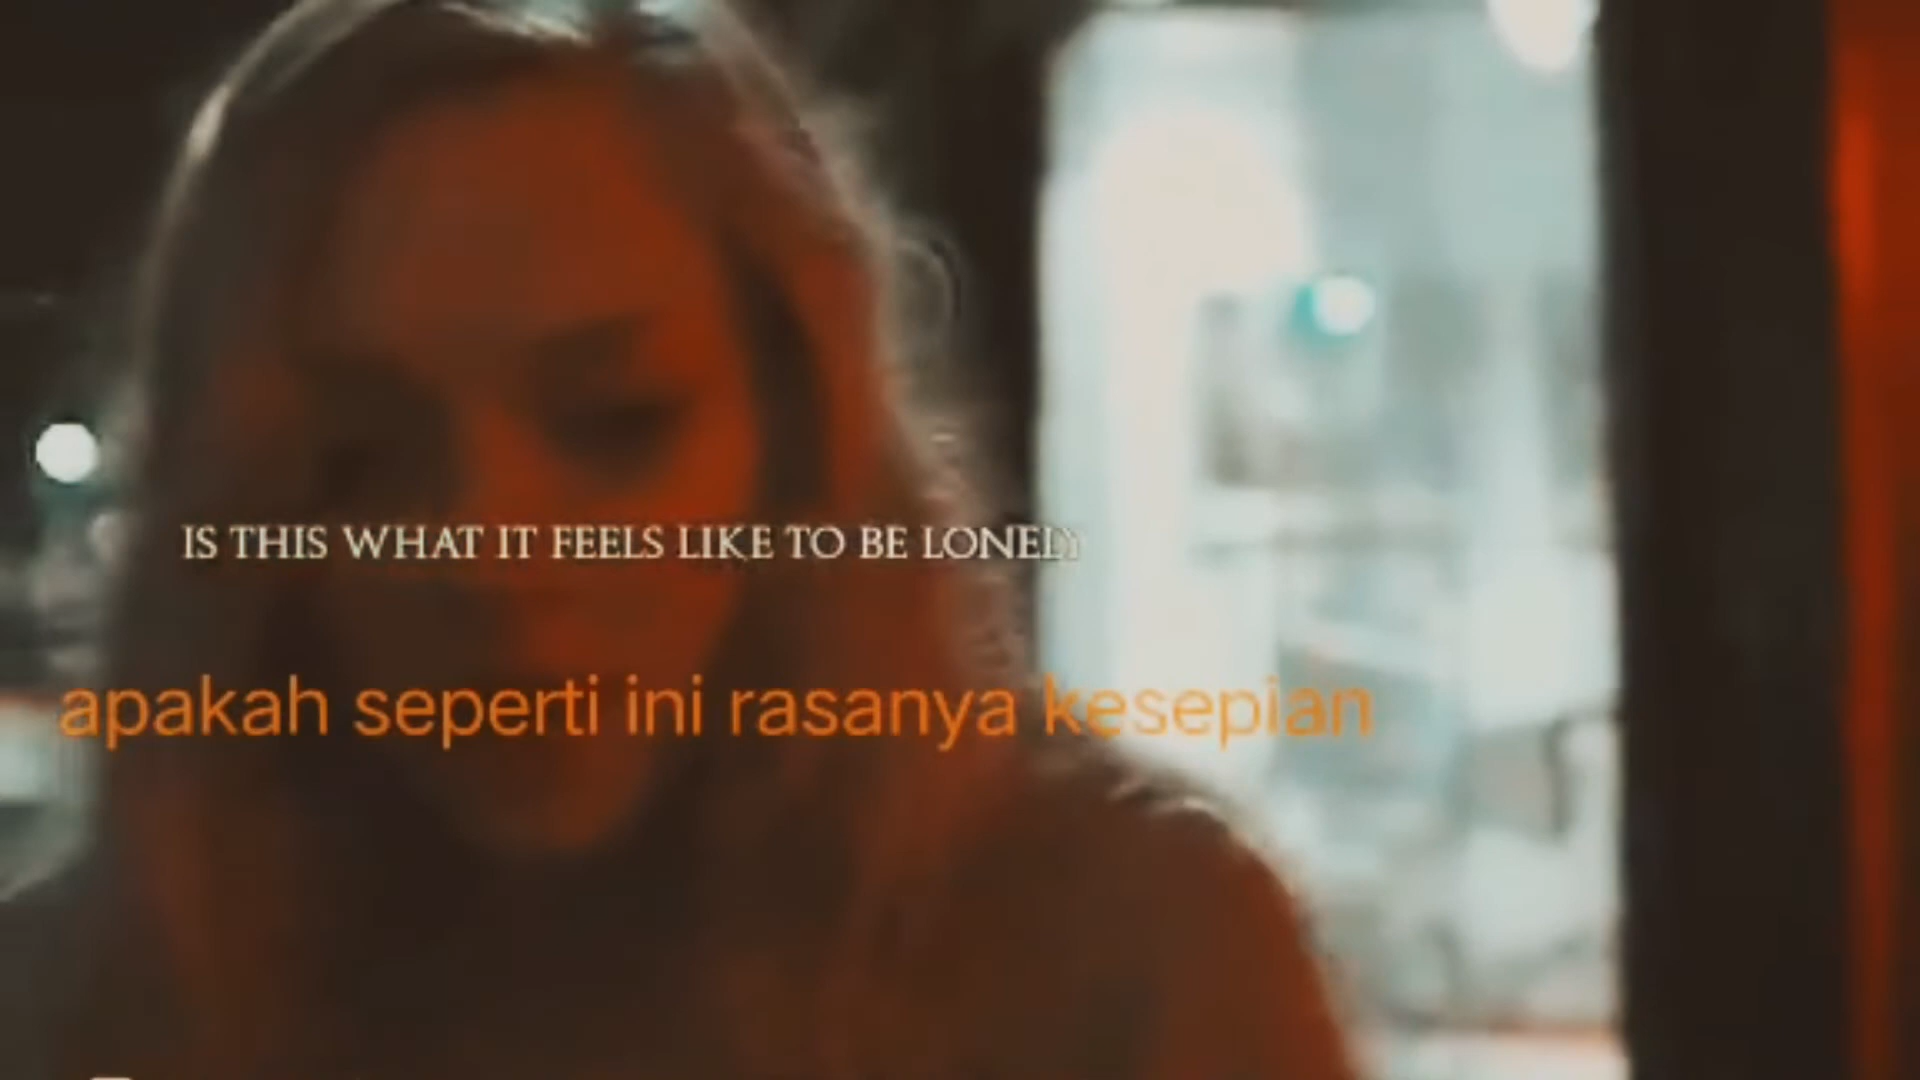 IS THIS WHAT IT FEELS LIKE TO BE LONELY
apakah seperti ini rasanya kesepian